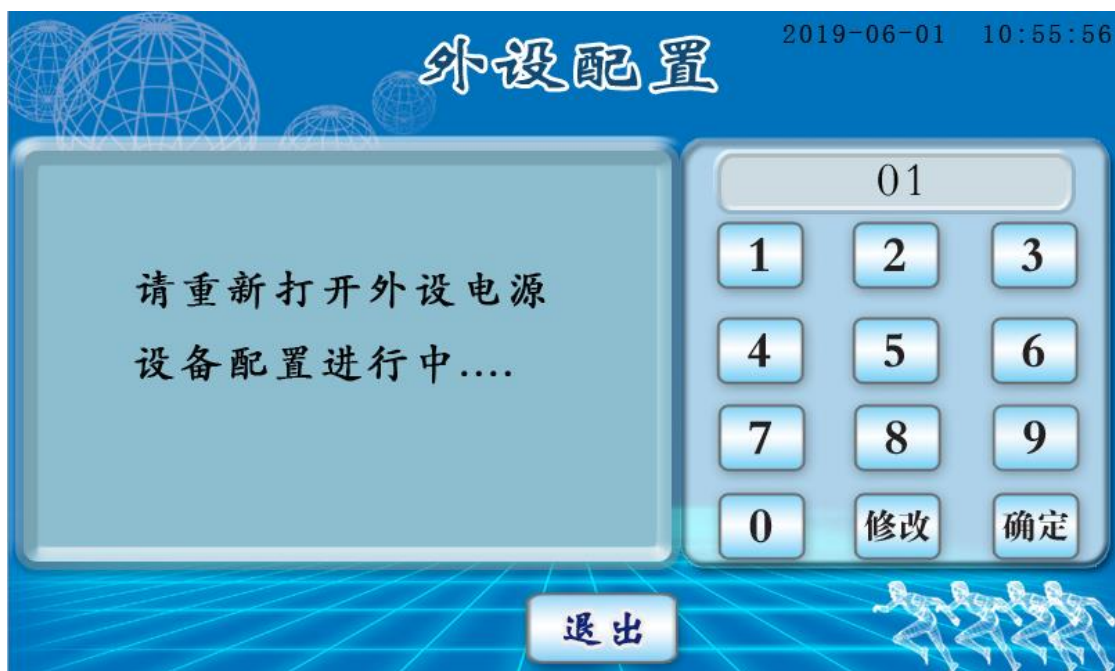 外设配置
2019-06-01 10:55:56
请重新打开外设电源
设备配置进行中....
01
1 2 3
4 5 6
7 8 9
0 修改 确定
退出